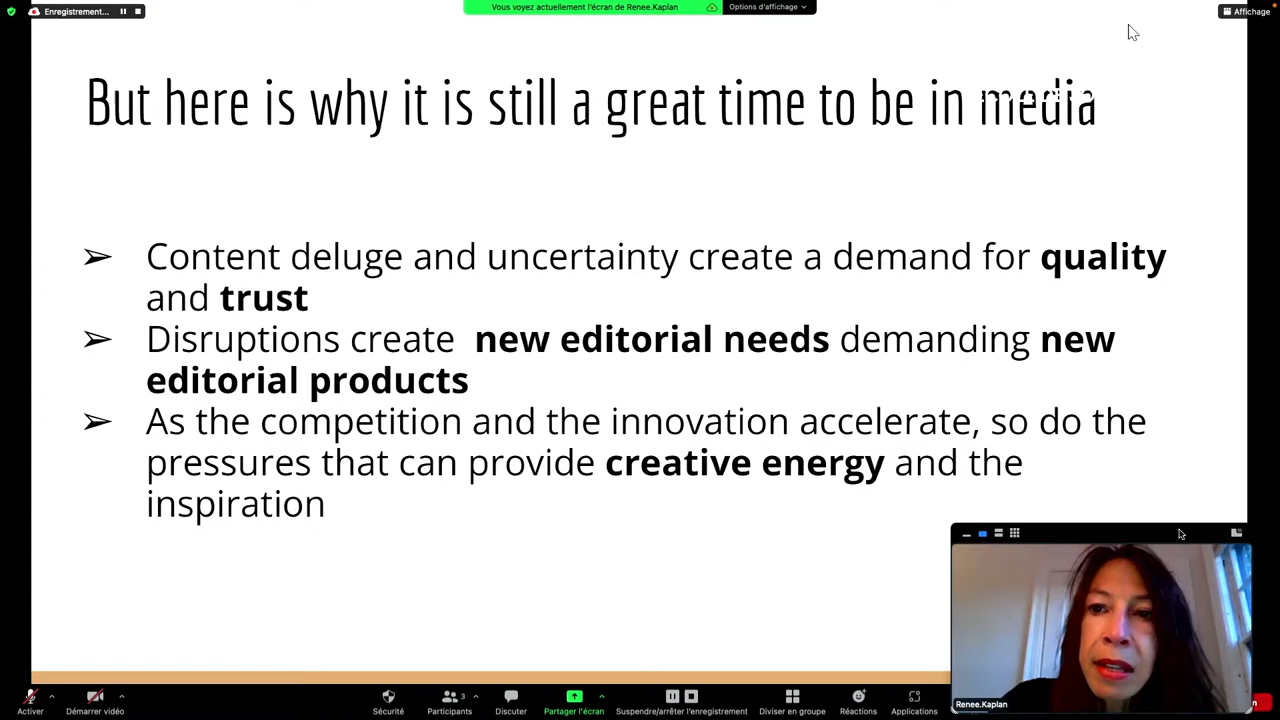 Enregistrement...
Vous voyez actuellement l'écran de Renee.Kaplan
Options d'affichage
Affichage
But here is why it is still a great time to be in media
➢ Content deluge and uncertainty create a demand for quality
and trust
➢ Disruptions create new editorial needs demanding new
editorial products
➢ As the competition and the innovation accelerate, so do the
pressures that can provide creative energy and the
inspiration
Renee.Kaplan
Activer
Démarrer vidéo
Sécurité
Participants
3
Discuter
Partager l'écran
Suspendre/arrêter l'enregistrement
Diviser en groupe
Réactions
Applications